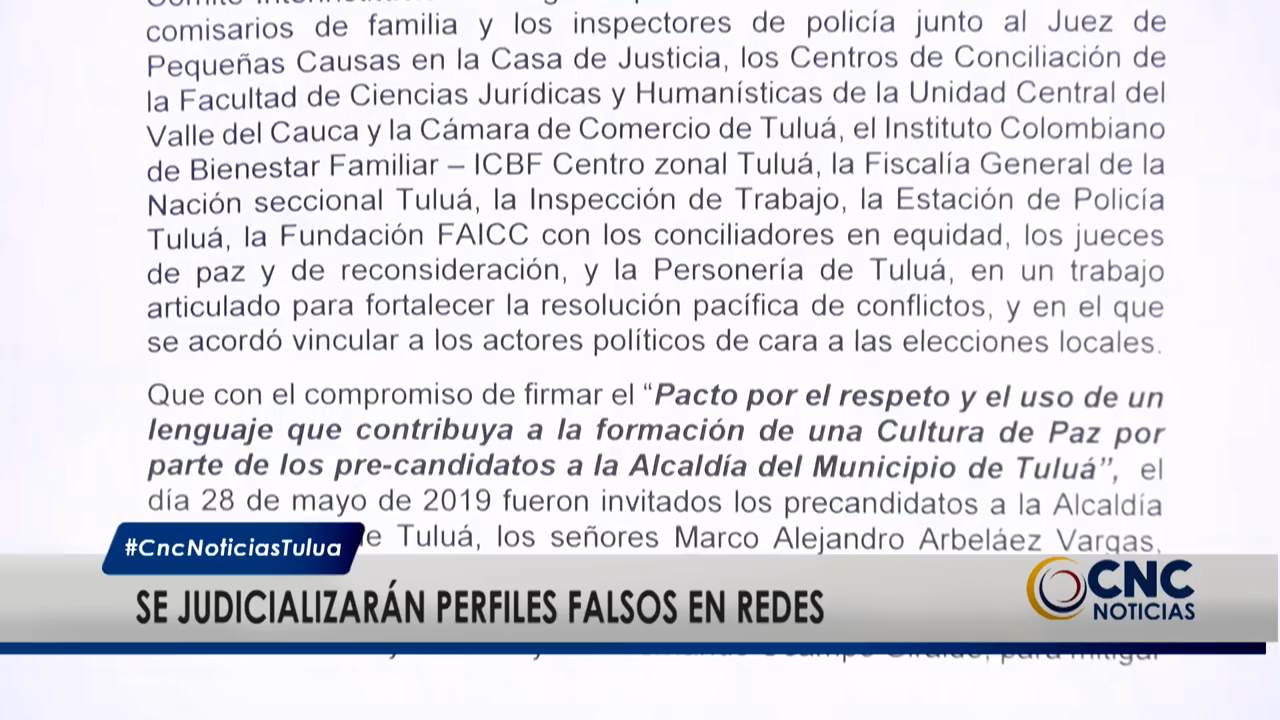 comisarios de familia y los inspectores de policía junto al Juez de
Pequeñas Causas en la Casa de Justicia, los Centros de Conciliación de
la Facultad de Ciencias Jurídicas y Humanísticas de la Unidad Central del
Valle del Cauca y la Cámara de Comercio de Tuluá, el Instituto Colombiano
de Bienestar Familiar – ICBF Centro zonal Tuluá, la Fiscalía General de la
Nación seccional Tuluá, la Inspección de Trabajo, la Estación de Policía
Tuluá, la Fundación FAICC con los conciliadores en equidad, los jueces
de paz y de reconsideración, y la Personería de Tuluá, en un trabajo
articulado para fortalecer la resolución pacífica de conflictos, y en el que
se acordó vincular a los actores políticos de cara a las elecciones locales.
Que con el compromiso de firmar el “Pacto por el respeto y el uso de un
lenguaje que contribuya a la formación de una Cultura de Paz por
parte de los pre-candidatos a la Alcaldía del Municipio de Tuluá”, el
día 28 de mayo de 2019 fueron invitados los precandidatos a la Alcaldía
de Tuluá, los señores Marco Alejandro Arbeláez Vargas,
#CncNoticiasTulua
SE JUDICIALIZARÁN PERFILES FALSOS EN REDES
CNC
NOTICIAS